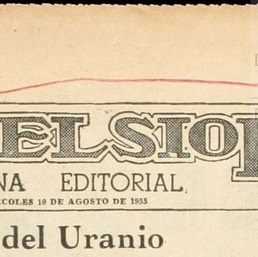 ELSIO
NA EDITORIAL
RCOLES 10 DE AGOSTO DE 1955
del Uranio